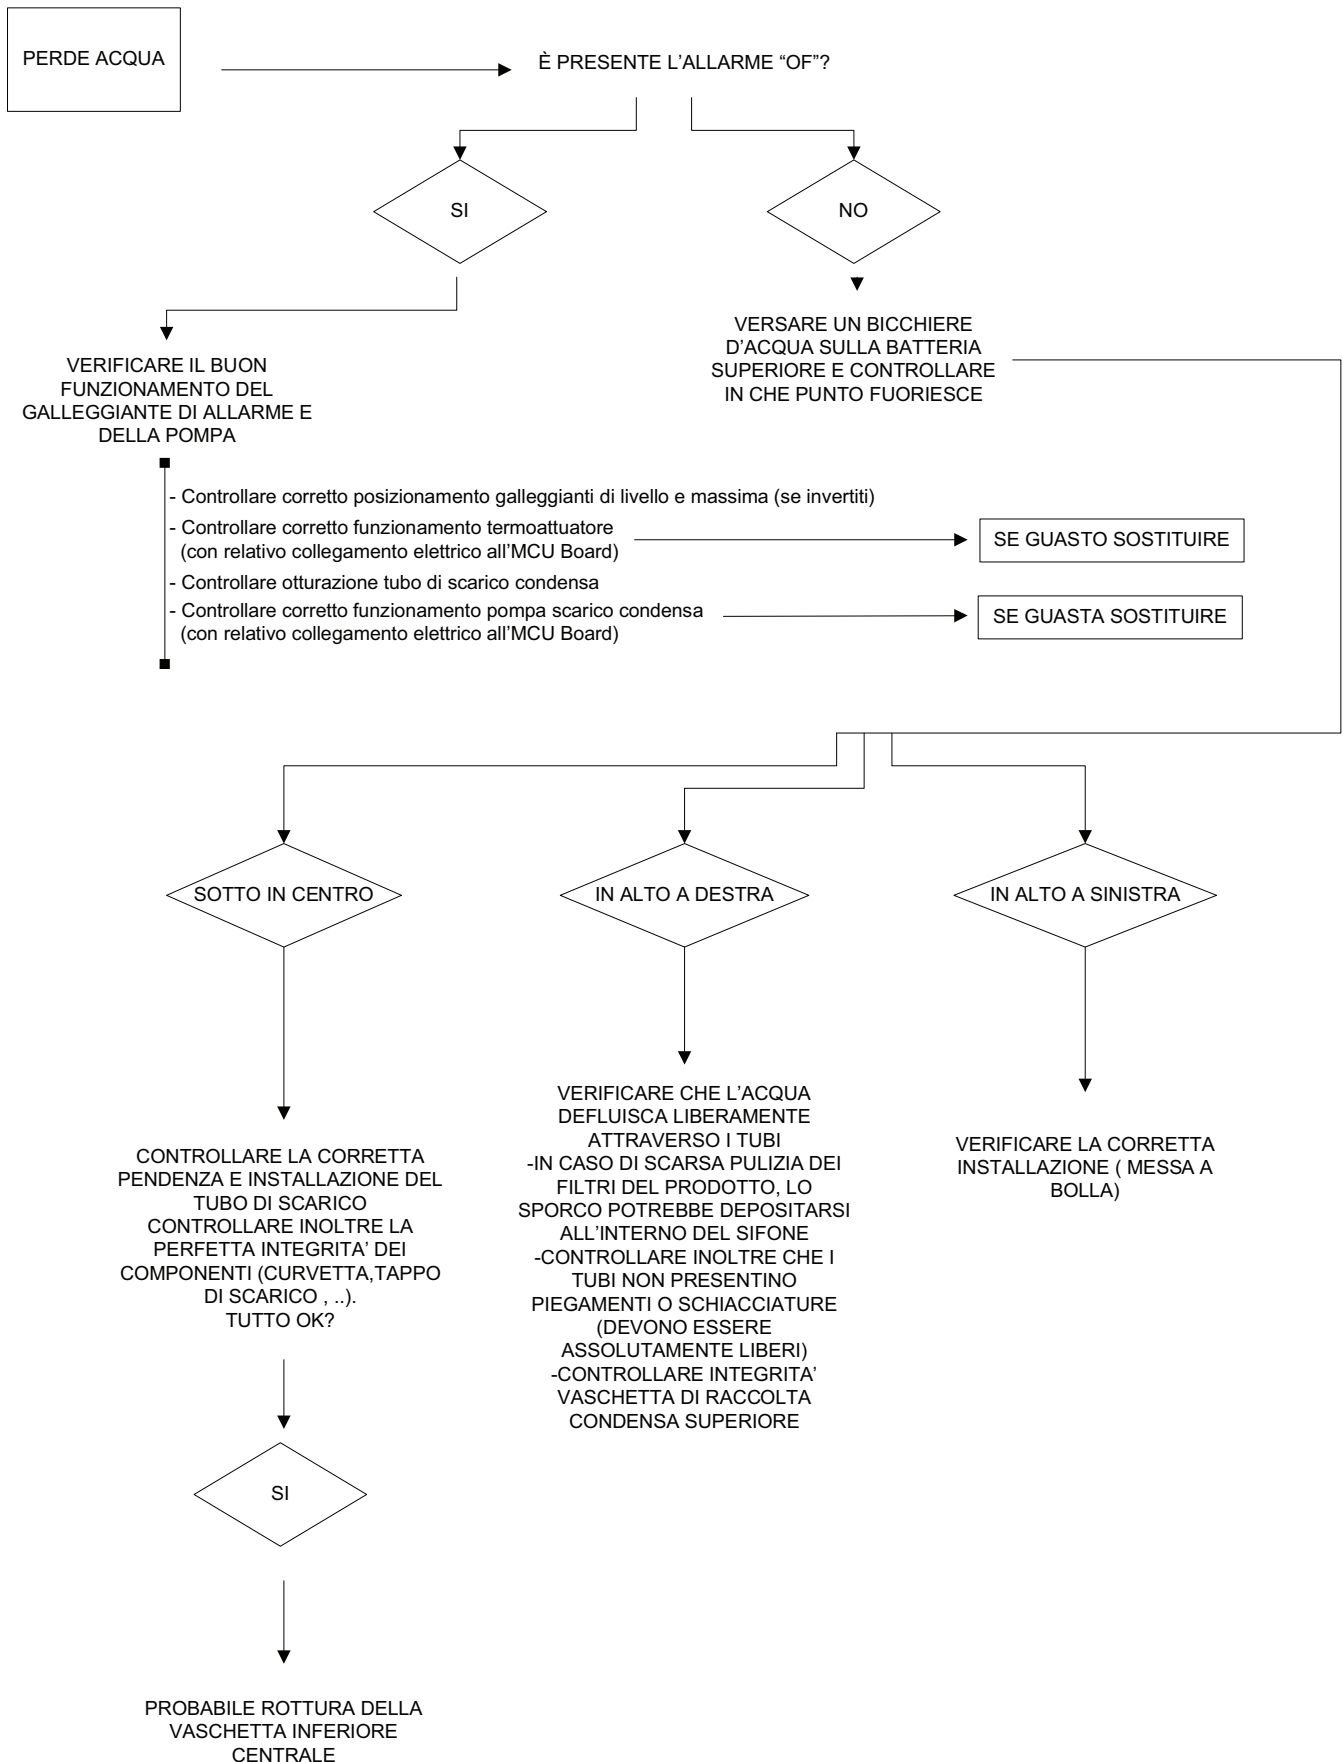 PERDE ACQUA
È PRESENTE L'ALLARME “OF”?
SI
NO
VERIFICARE IL BUON
FUNZIONAMENTO DEL
GALLEGGIANTE DI ALLARME E
DELLA POMPA
VERSARE UN BICCHIERE
D'ACQUA SULLA BATTERIA
SUPERIORE E CONTROLLARE
IN CHE PUNTO FUORIESCE
- Controllare corretto posizionamento galleggianti di livello e massima (se invertiti)
- Controllare corretto funzionamento termoattuatore
(con relativo collegamento elettrico all'MCU Board)
SE GUASTO SOSTITUIRE
- Controllare otturazione tubo di scarico condensa
- Controllare corretto funzionamento pompa scarico condensa
(con relativo collegamento elettrico all'MCU Board)
SE GUASTA SOSTITUIRE
SOTTO IN CENTRO
IN ALTO A DESTRA
IN ALTO A SINISTRA
CONTROLLARE LA CORRETTA
PENDENZA E INSTALLAZIONE DEL
TUBO DI SCARICO
CONTROLLARE INOLTRE LA
PERFETTA INTEGRITA' DEI
COMPONENTI (CURVETTA,TAPPO
DI SCARICO , ..).
TUTTO OK?
VERIFICARE CHE L'ACQUA
DEFLUISCA LIBERAMENTE
ATTRAVERSO I TUBI
-IN CASO DI SCARSA PULIZIA DEI
FILTRI DEL PRODOTTO, LO
SPORCO POTREBBE DEPOSITARSI
ALL'INTERNO DEL SIFONE
-CONTROLLARE INOLTRE CHE I
TUBI NON PRESENTINO
PIEGAMENTI O SCHIACCIATURE
(DEVONO ESSERE
ASSOLUTAMENTE LIBERI)
-CONTROLLARE INTEGRITA'
VASCHETTA DI RACCOLTA
CONDENSA SUPERIORE
VERIFICARE LA CORRETTA
INSTALLAZIONE ( MESSA A
BOLLA)
SI
PROBABILE ROTTURA DELLA
VASCHETTA INFERIORE
CENTRALE